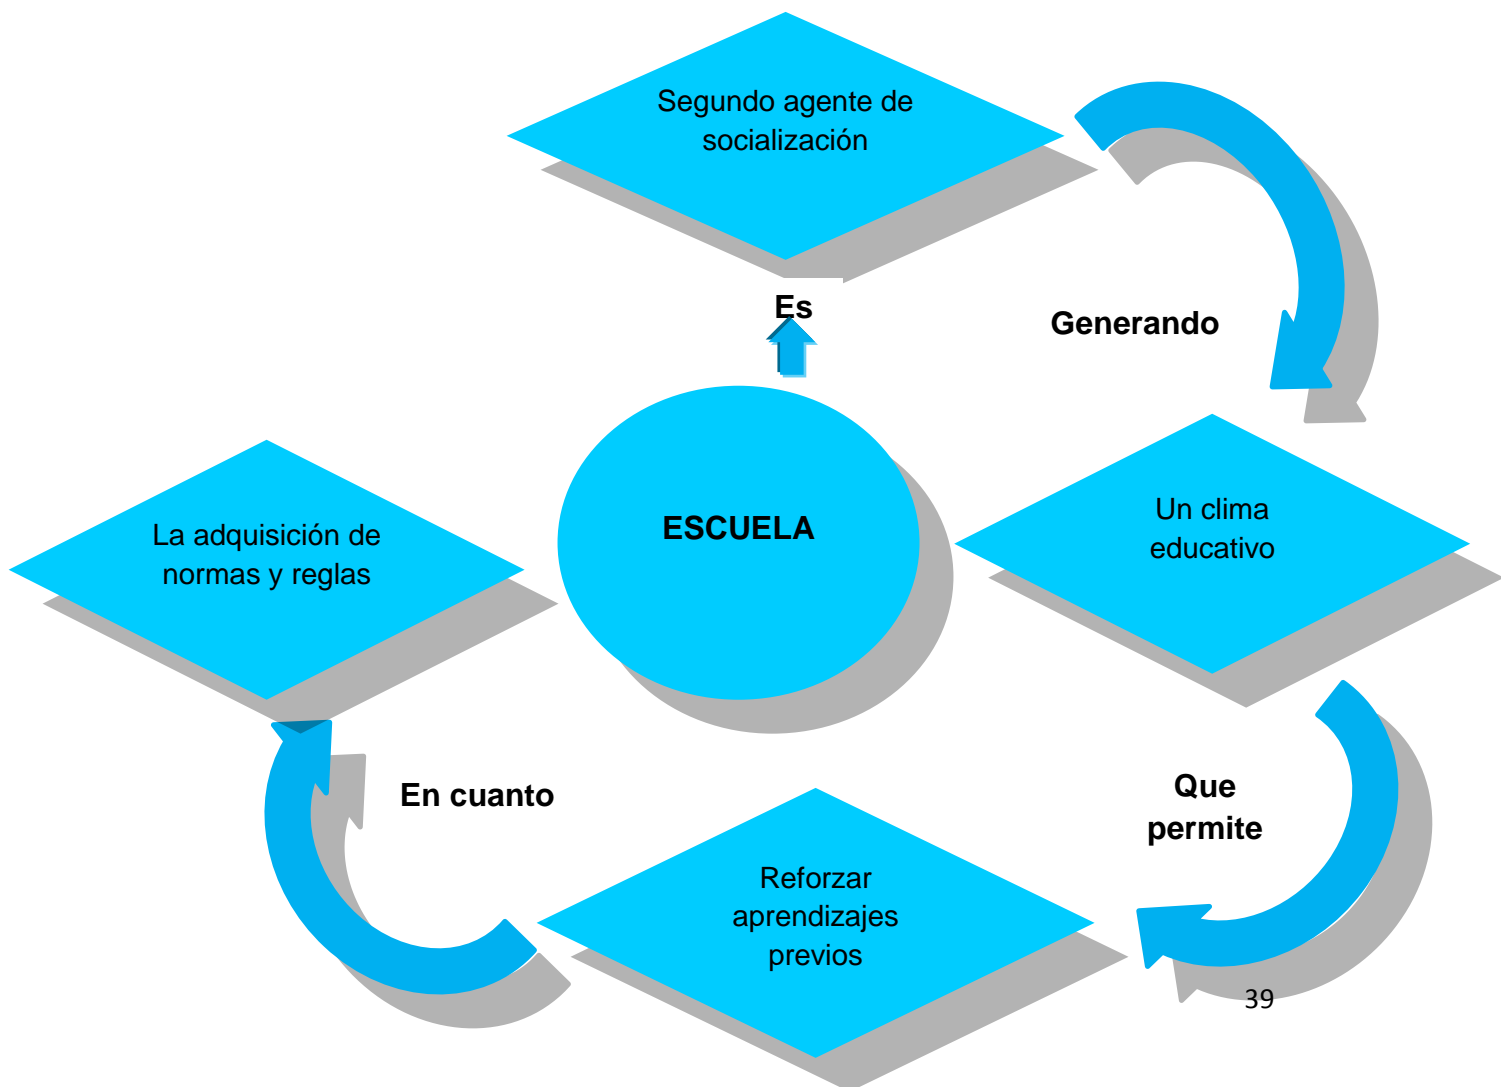 Segundo agente de
socialización
Es
Generando
ESCUELA
Un clima
educativo
La adquisición de
normas y reglas
En cuanto
Que
permite
Reforzar
aprendizajes
previos
39